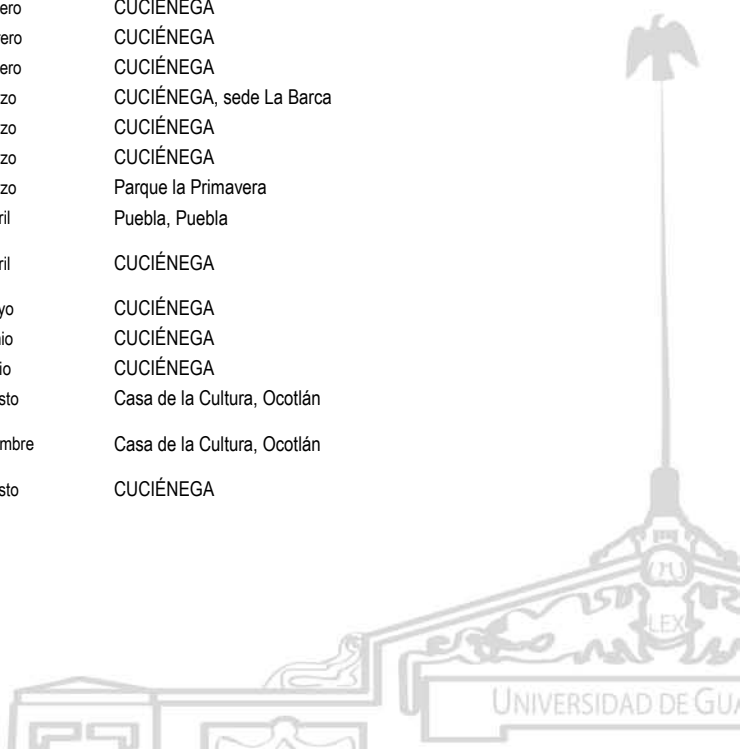 ero CUCIÉNEGA
ero CUCIÉNEGA
ero CUCIÉNEGA
zo CUCIÉNEGA, sede La Barca
zo CUCIÉNEGA
zo CUCIÉNEGA
zo Parque la Primavera
ril Puebla, Puebla
ril CUCIÉNEGA
yo CUCIÉNEGA
io CUCIÉNEGA
io CUCIÉNEGA
sto Casa de la Cultura, Ocotlán
mbre Casa de la Cultura, Ocotlán
sto CUCIÉNEGA
LEX
UNIVERSIDAD DE GUA